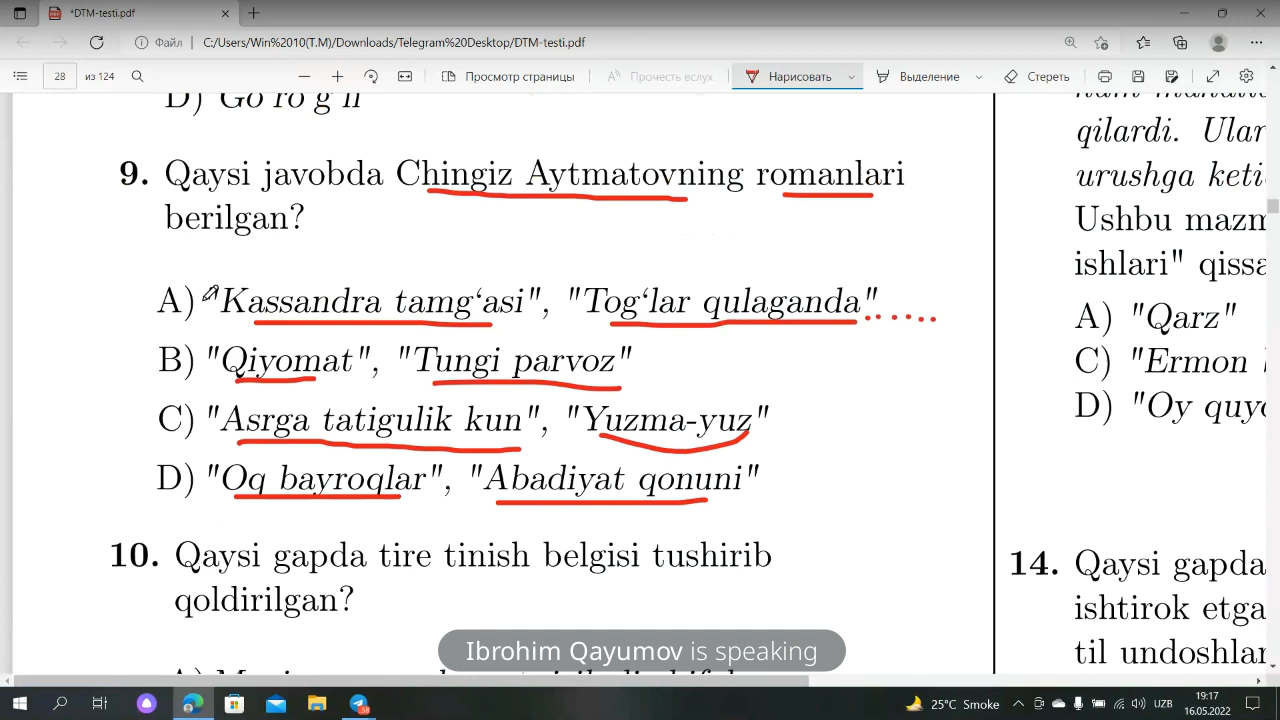 *DTM-testi.pdf
Файл
C:/Users/Win%2010(T.M)/Downloads/Telegram%20Desktop/DTM-testi.pdf
28 из 124
Просмотр страницы
Прочесть вслух
Нарисовать
Выделение
Стереть
D) Go'ro'g'li
9. Qaysi javobda Chingiz Aytmatovning romanlari
berilgan?
A) "Kassandra tamg‘asi", "Tog‘lar qulaganda"
B) "Qiyomat", "Tungi parvoz"
C) "Asrga tatigulik kun", "Yuzma-yuz"
D) "Oq bayroqlar", "Abadiyat qonuni"
10. Qaysi gapda tire tinish belgisi tushirib
qoldirilgan?
qilardi. Ular
urushga keti
Ushbu mazm
ishlari" qissa
A) "Qarz"
C) "Ermon
D) "Oy quyo
14. Qaysi gapda
ishtirok etga
til undoshlar
Ibrohim Qayumov is speaking
25°C Smoke
UZB
19:17
16.05.2022